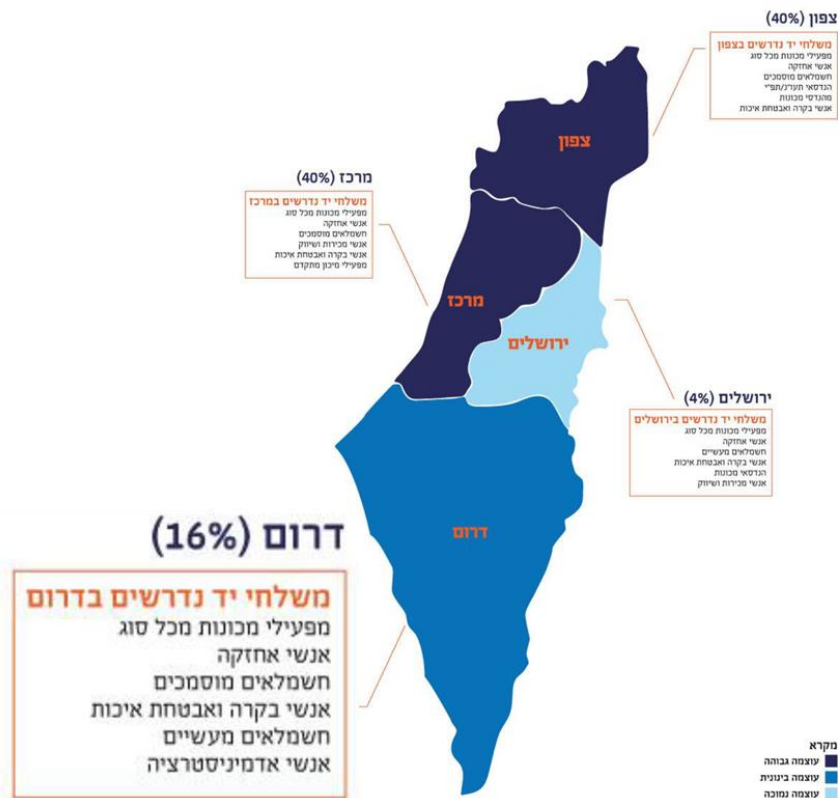 צפון (40%)
משלחי יד נדרשים בצפון
מפעילי מכונות מכל סוג
אנשי אחזקה
חשמלאים מוסמכים
הנדסאי תעו״נ/תפ״י
מהנדסי מכונות
אנשי בקרה ואבטחת איכות
צפון
מרכז (40%)
משלחי יד נדרשים במרכז
מפעילי מכונות מכל סוג
אנשי אחזקה
חשמלאים מוסמכים
אנשי מכירות ושיווק
אנשי בקרה ואבטחת איכות
מפעילי מיכון מתקדם
מרכז
ירושלים
ירושלים (4%)
משלחי יד נדרשים בירושלים
מפעילי מכונות מכל סוג
אנשי אחזקה
חשמלאים מעשיים
אנשי בקרה ואבטחת איכות
הנדסאי מכונות
אנשי מכירות ושיווק
דרום
דרום (16%)
משלחי יד נדרשים בדרום
מפעילי מכונות מכל סוג
אנשי אחזקה
חשמלאים מוסמכים
אנשי בקרה ואבטחת איכות
חשמלאים מעשיים
אנשי אדמיניסטרציה
מקרא
עוצמה גבוהה
עוצמה בינונית
עוצמה נמוכה